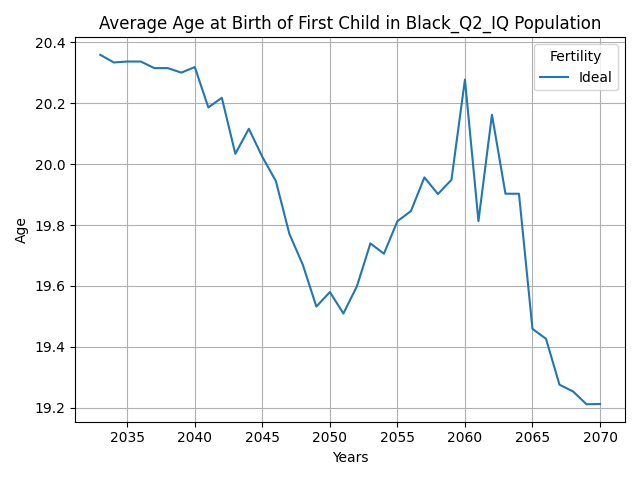 Average Age at Birth of First Child in Black_Q2_IQ Population
20.4
20.2
20.0
19.8
19.6
19.4
19.2
Age
Fertility
Ideal
2035 2040 2045 2050 2055 2060 2065 2070
Years